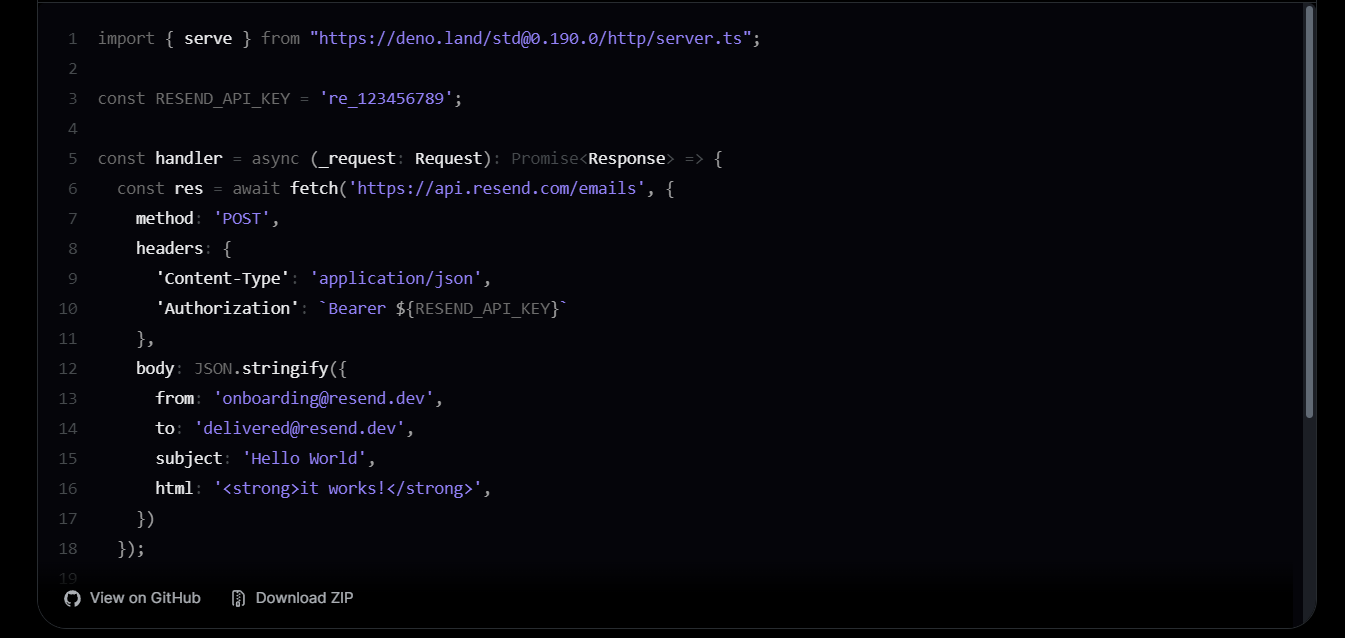 1 import { serve } from "https://deno.land/std@0.190.0/http/server.ts";
2
3 const RESEND_API_KEY = 're_123456789';
4
5 const handler = async (_request: Request): Promise<Response> => {
6   const res = await fetch('https://api.resend.com/emails', {
7     method: 'POST',
8     headers: {
9       'Content-Type': 'application/json',
10       'Authorization': `Bearer ${RESEND_API_KEY}`
11     },
12     body: JSON.stringify({
13       from: 'onboarding@resend.dev',
14       to: 'delivered@resend.dev',
15       subject: 'Hello World',
16       html: '<strong>it works!</strong>',
17     })
18   });
19
View on GitHub Download ZIP